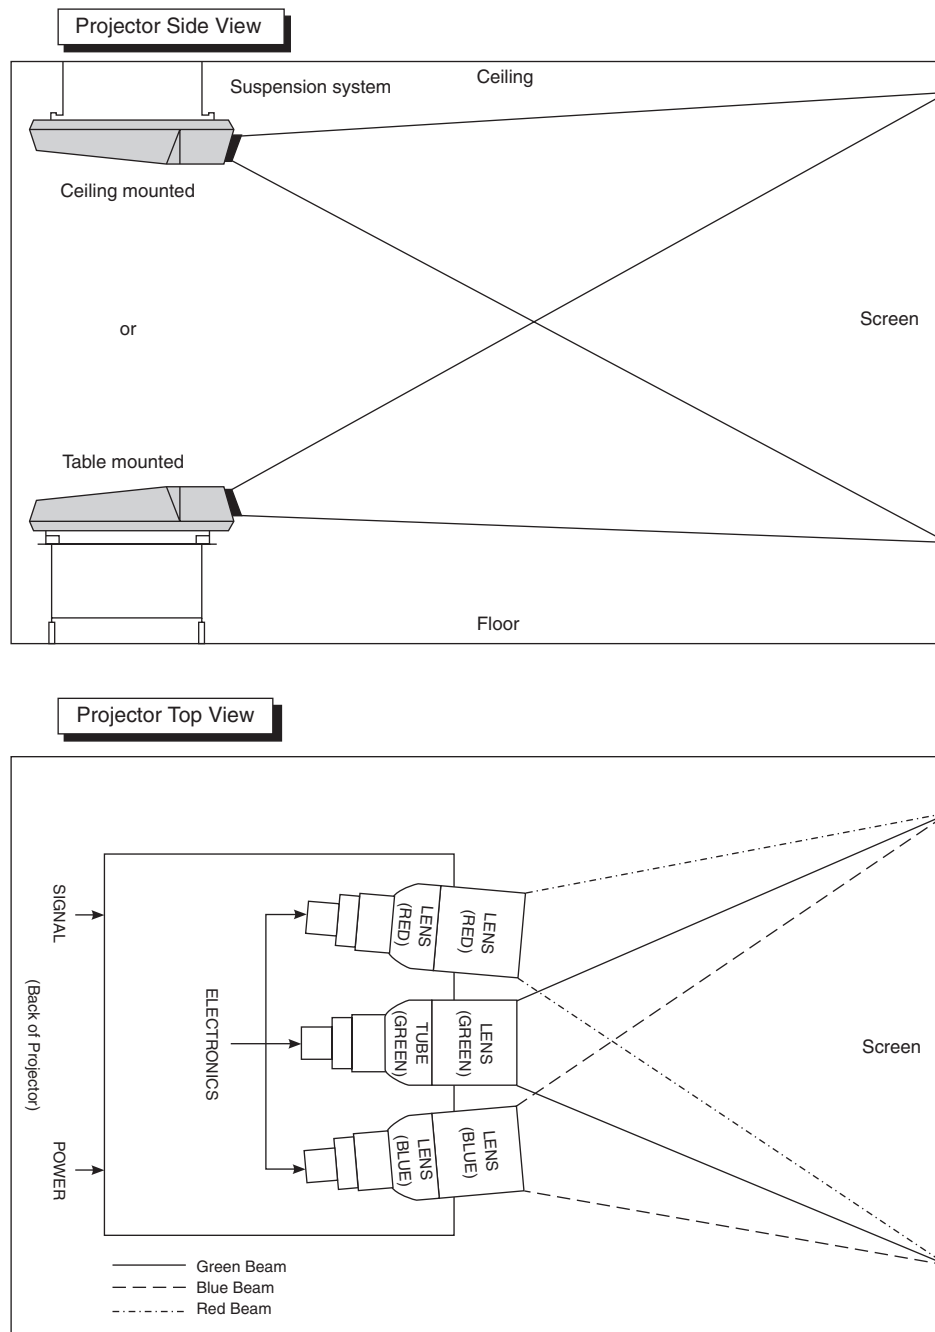 Projector Side View
Suspension system
Ceiling
Ceiling mounted
or
Screen
Table mounted
Floor
Projector Top View
SIGNAL
(Back of Projector)
POWER
ELECTRONICS
LENS
(RED)
LENS
(RED)
TUBE
(GREEN)
LENS
(GREEN)
LENS
(BLUE)
LENS
(BLUE)
Screen
Green Beam
Blue Beam
Red Beam